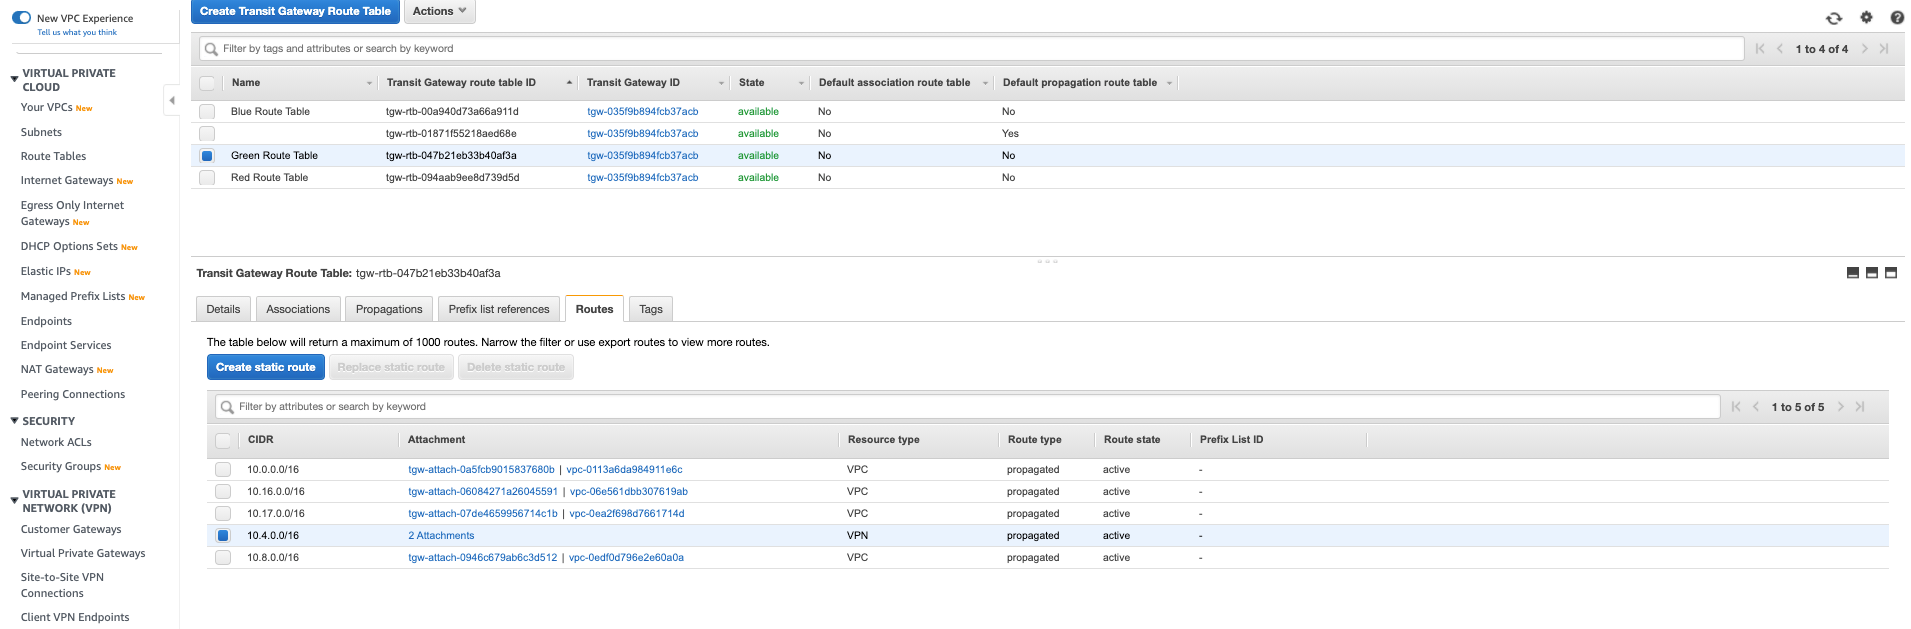 New VPC Experience
Tell us what you think
VIRTUAL PRIVATE
CLOUD
Your VPCs New
Subnets
Route Tables
Internet Gateways New
Egress Only Internet
Gateways New
DHCP Options Sets New
Elastic IPs New
Managed Prefix Lists New
Endpoints
Endpoint Services
NAT Gateways New
Peering Connections
SECURITY
Network ACLs
Security Groups New
VIRTUAL PRIVATE
NETWORK (VPN)
Customer Gateways
Virtual Private Gateways
Site-to-Site VPN
Connections
Client VPN Endpoints
Create Transit Gateway Route Table Actions
Filter by tags and attributes or search by keyword 1 to 4 of 4
Name Transit Gateway route table ID Transit Gateway ID State Default association route table Default propagation route table
Blue Route Table tgw-rtb-00a940d73a66a911d tgw-035f9b894fcb37acb available No No
tgw-rtb-01871f55218aed68e tgw-035f9b894fcb37acb available No Yes
Green Route Table tgw-rtb-047b21eb33b40af3a tgw-035f9b894fcb37acb available No No
Red Route Table tgw-rtb-094aab9ee8d739d5d tgw-035f9b894fcb37acb available No No
Transit Gateway Route Table: tgw-rtb-047b21eb33b40af3a
Details Associations Propagations Prefix list references Routes Tags
The table below will return a maximum of 1000 routes. Narrow the filter or use export routes to view more routes.
Create static route Replace static route Delete static route
Filter by attributes or search by keyword 1 to 5 of 5
CIDR Attachment Resource type Route type Route state Prefix List ID
10.0.0.0/16 tgw-attach-0a5fcb9015837680b | vpc-0113a6da984911e6c VPC propagated active -
10.16.0.0/16 tgw-attach-06084271a26045591 | vpc-06e561dbb307619ab VPC propagated active -
10.17.0.0/16 tgw-attach-07de4659956714c1b | vpc-0ea2f698d7661714d VPC propagated active -
10.4.0.0/16 2 Attachments VPN propagated active -
10.8.0.0/16 tgw-attach-0946c679ab6c3d512 | vpc-0edf0d796e2e60a0a VPC propagated active -